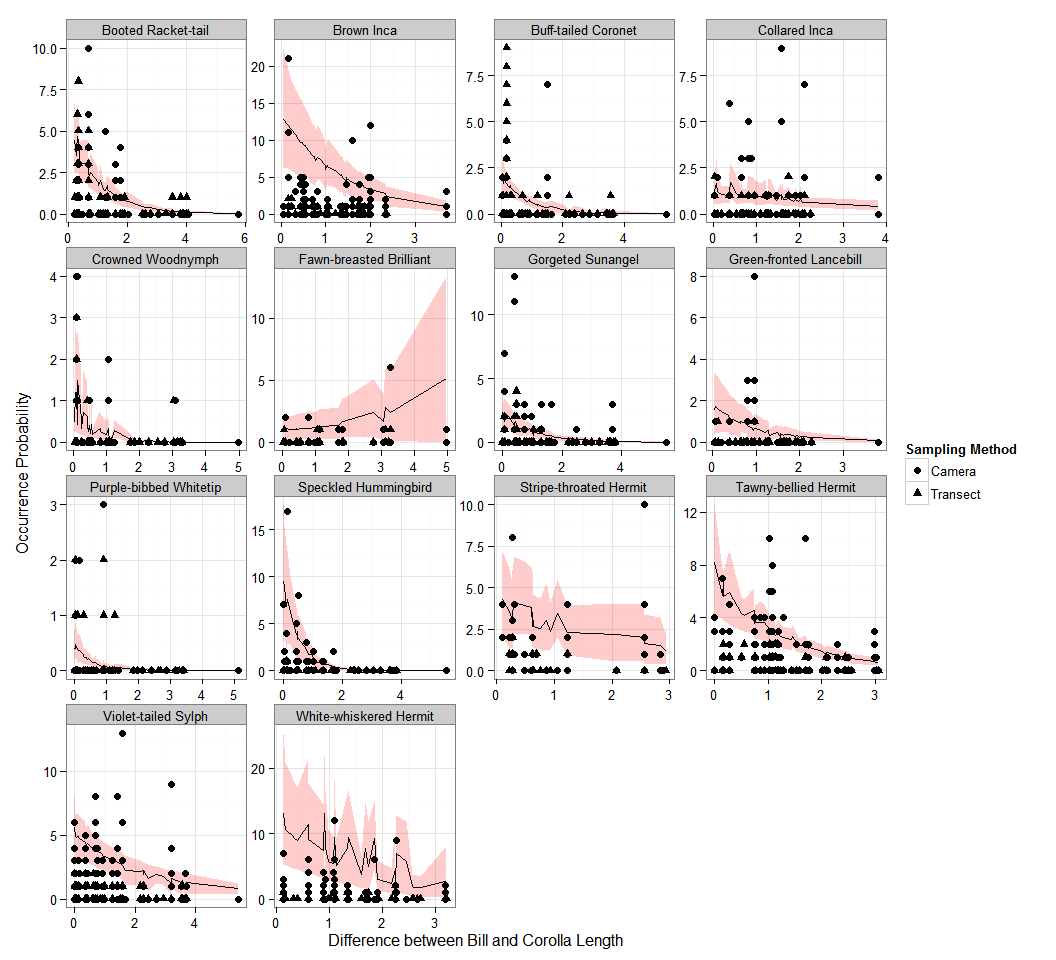 Booted Racket-tail Brown Inca Buff-tailed Coronet Collared Inca
10.0 7.5 5.0 2.5 0.0
20 15 10 5 0
7.5 5.0 2.5 0.0
7.5 5.0 2.5 0.0
0 2 4 6
0 1 2 3
0 2 4
0 1 2 3 4
Crowned Woodnymph Fawn-breasted Brilliant Gorgeted Sunangel Green-fronted Lancebill
4 3 2 1 0
10 5 0
10 5 0
8 6 4 2 0
0 1 2 3 4 5
0 1 2 3 4 5
0 2 4
0 1 2 3
Occurrence Probability
Purple-bibbed Whitetip Speckled Hummingbird Stripe-throated Hermit Tawny-bellied Hermit
3 2 1 0
15 10 5 0
10.0 7.5 5.0 2.5 0.0
12 8 4 0
0 1 2 3 4 5
0 2 4
0 1 2 3
0 1 2 3
Violet-tailed Sylph White-whiskered Hermit
10 5 0
20 10 0
0 2 4
0 1 2 3
Difference between Bill and Corolla Length
Sampling Method
Camera
Transect